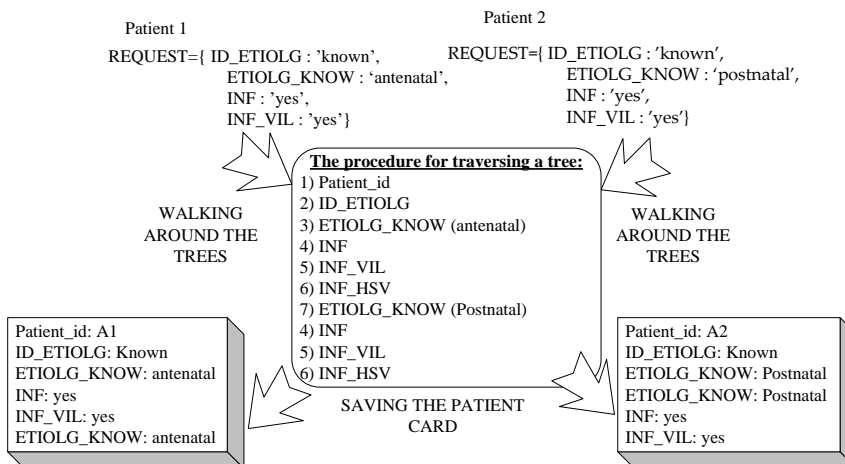 Patient 1
REQUEST={ ID_ETIOLG : 'known',
ETIOLG_KNOW : 'antenatal',
INF : 'yes',
INF_VIL : 'yes'}
Patient 2
REQUEST={ ID_ETIOLG : 'known',
ETIOLG_KNOW : 'postnatal',
INF : 'yes',
INF_VIL : 'yes'}
The procedure for traversing a tree:
1) Patient_id
2) ID_ETIOLG
3) ETIOLG_KNOW (antenatal)
4) INF
5) INF_VIL
6) INF_HSV
7) ETIOLG_KNOW (Postnatal)
4) INF
5) INF_VIL
6) INF_HSV
WALKING
AROUND THE
TREES
WALKING
AROUND THE
TREES
Patient_id: A1
ID_ETIOLG: Known
ETIOLG_KNOW: antenatal
INF: yes
INF_VIL: yes
ETIOLG_KNOW: antenatal
SAVING THE PATIENT
CARD
Patient_id: A2
ID_ETIOLG: Known
ETIOLG_KNOW: Postnatal
ETIOLG_KNOW: Postnatal
INF: yes
INF_VIL: yes